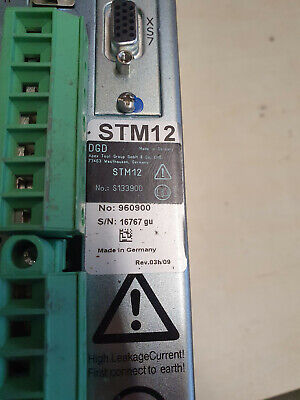 XS7
STM12
DGD
Made in Germany
Apex Tool Group GmbH & Co. OHG
73463 Westhausen, Germany
STM12
No.: S133900
No: 960900
S/N: 16767 gu
Made in Germany
Rev.03h/09
High LeakageCurrent!
First connect to earth!